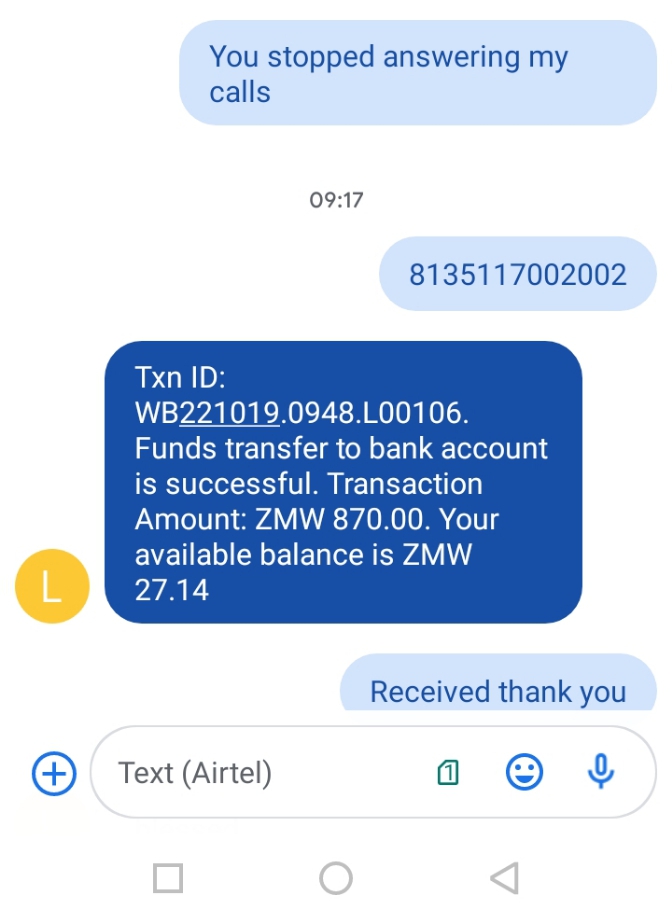 You stopped answering my
calls
09:17
8135117002002
Txn ID:
WB221019.0948.L00106.
Funds transfer to bank account
is successful. Transaction
Amount: ZMW 870.00. Your
available balance is ZMW
27.14
L
Received thank you
Text (Airtel)
1